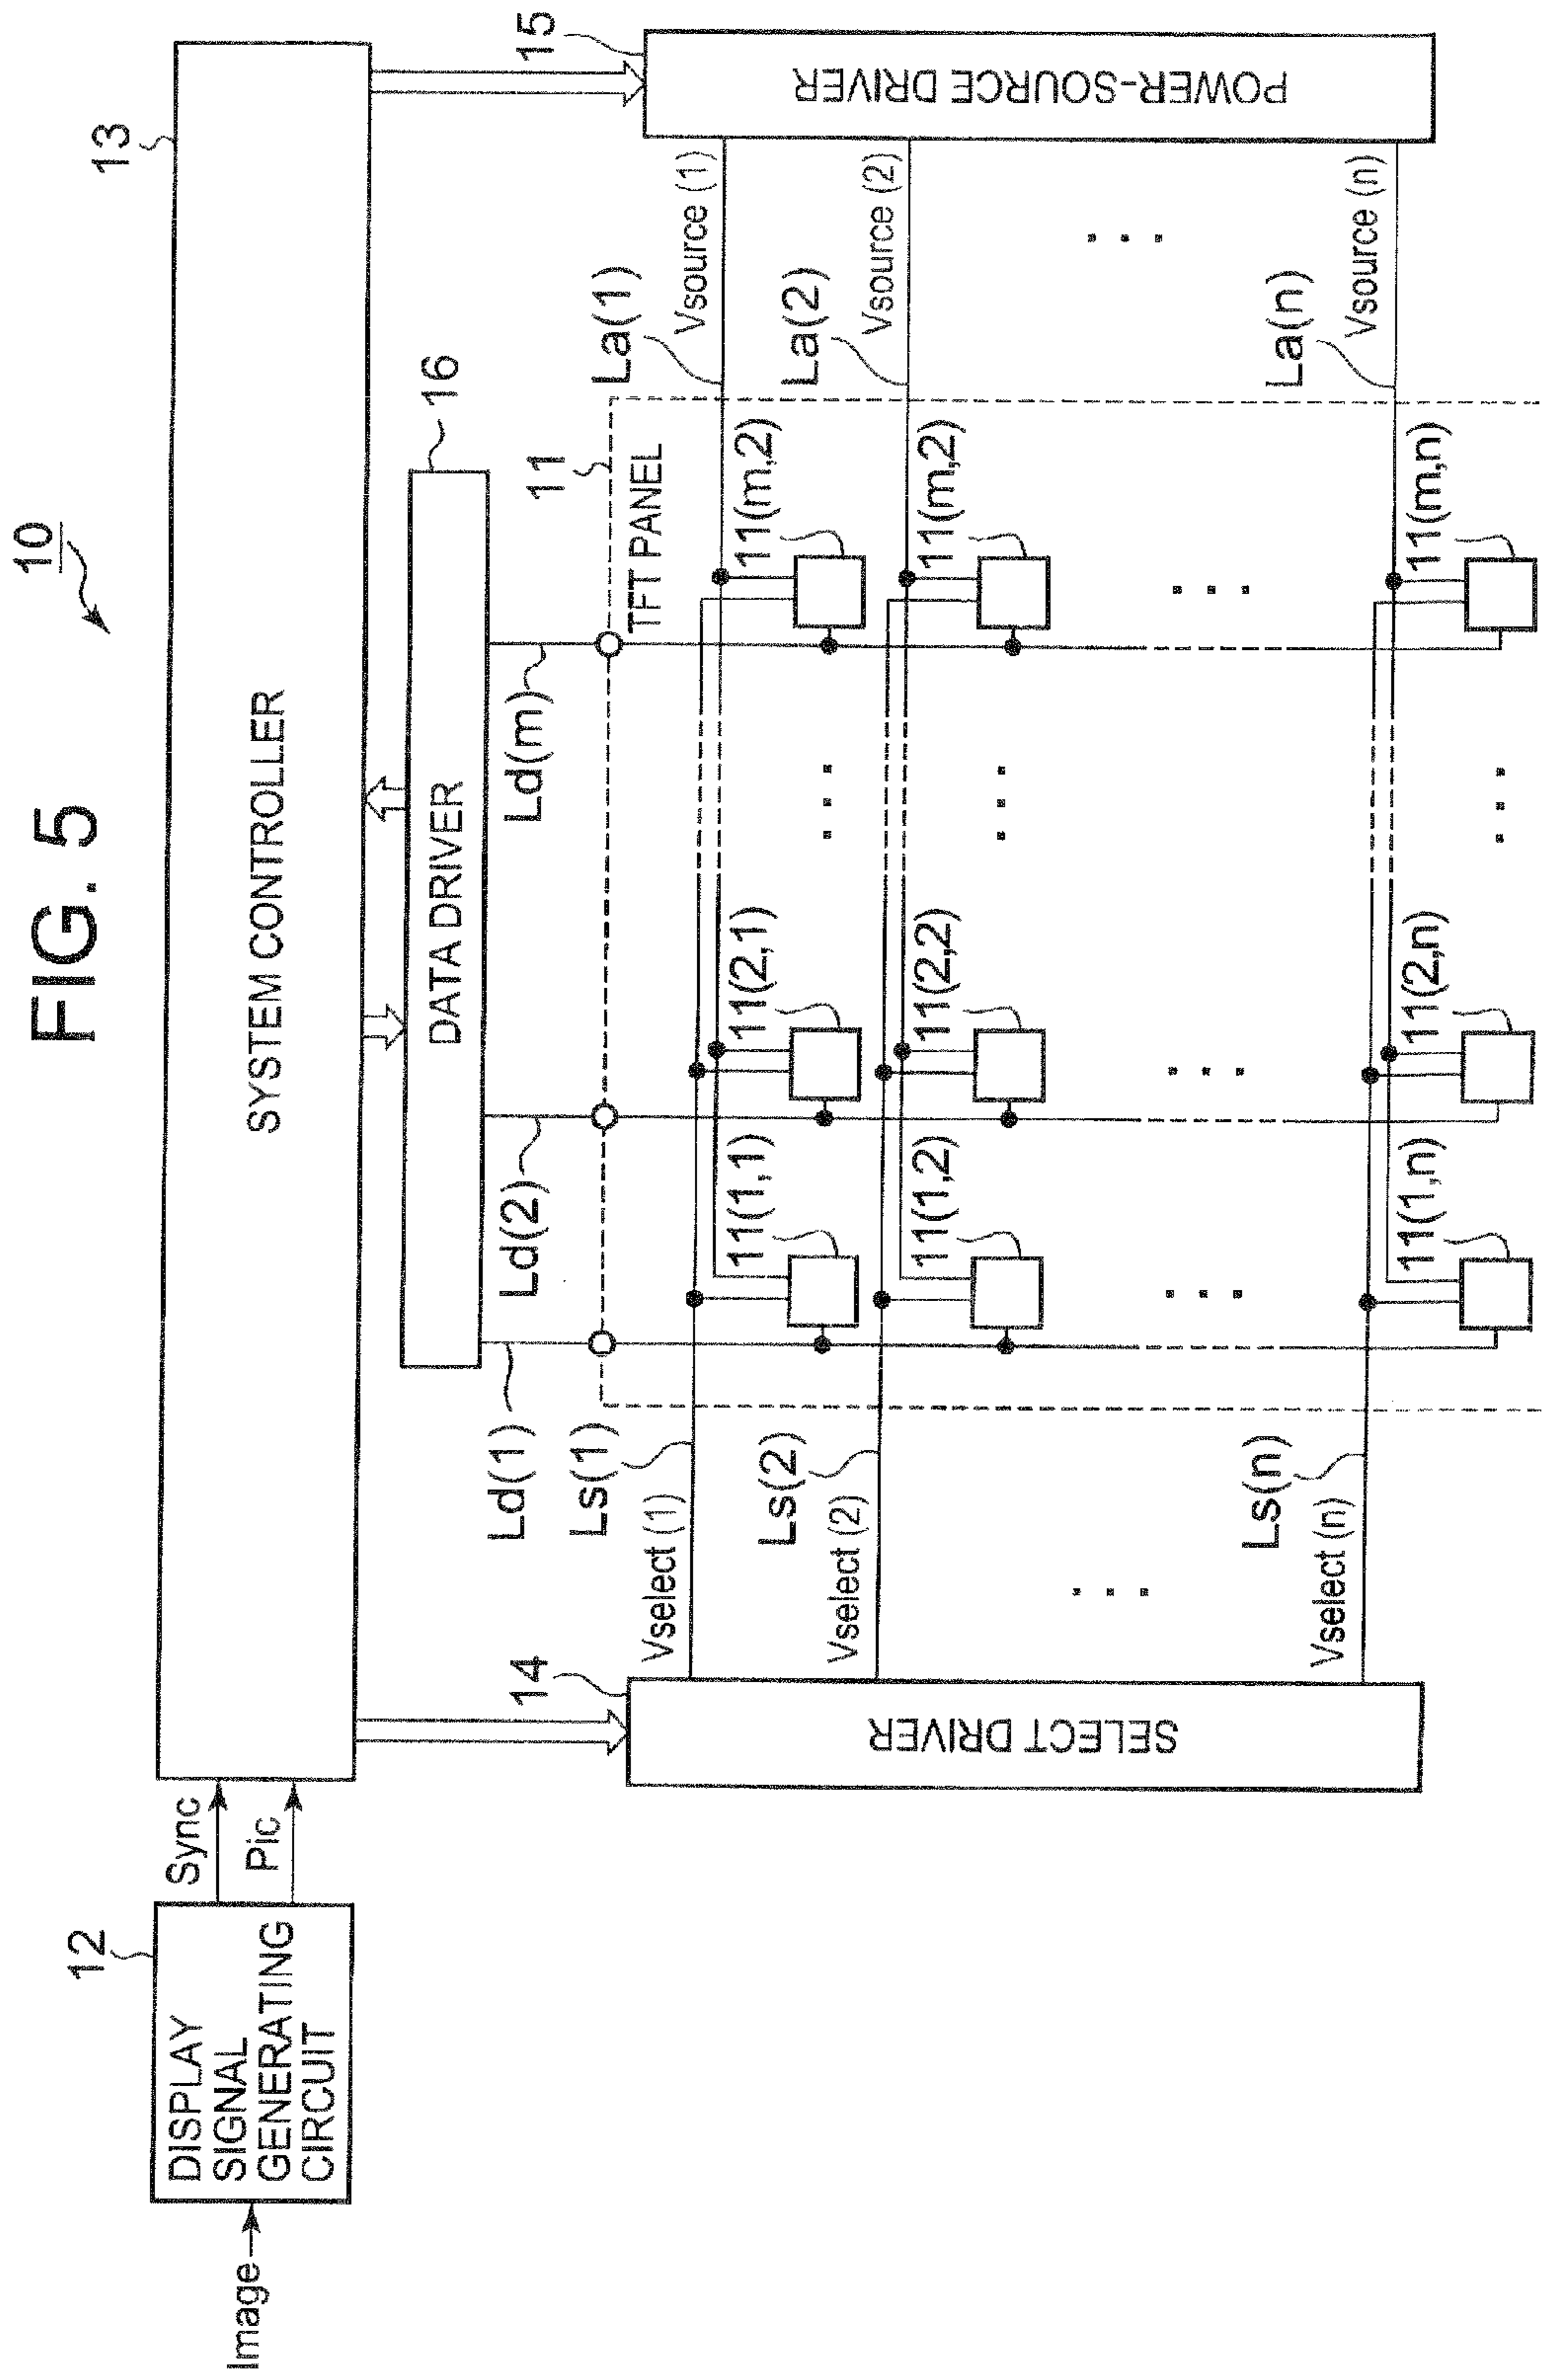 FIG. 5
10
12
13
Image
DISPLAY
SIGNAL
GENERATING
CIRCUIT
Sync
Pic
SYSTEM CONTROLLER
16
DATA DRIVER
14
15
Ld(1)
Ld(2)
Ld(m)
11
TFT PANEL
SELECT DRIVER
POWER-SOURCE DRIVER
Ls(1)
Vselect (1)
La(1)
Vsource (1)
11(1,1)
11(2,1)
11(m,2)
Ls(2)
Vselect (2)
La(2)
Vsource (2)
11(1,2)
11(2,2)
11(m,2)
Ls(n)
Vselect (n)
La(n)
Vsource (n)
11(1,n)
11(2,n)
11(m,n)